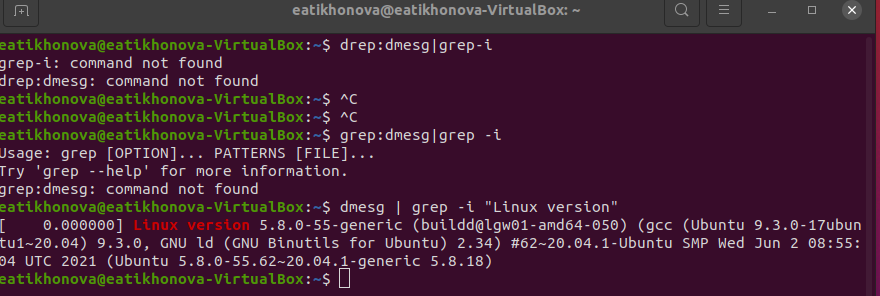 eatikhonova@eatikhonova-VirtualBox: ~
eatikhonova@eatikhonova-VirtualBox:~$ drep:dmesg|grep-i
grep-i: command not found
drep:dmesg: command not found
eatikhonova@eatikhonova-VirtualBox:~$ ^C
eatikhonova@eatikhonova-VirtualBox:~$ ^C
eatikhonova@eatikhonova-VirtualBox:~$ grep:dmesg|grep -i
Usage: grep [OPTION]... PATTERNS [FILE]...
Try 'grep --help' for more information.
grep:dmesg: command not found
eatikhonova@eatikhonova-VirtualBox:~$ dmesg | grep -i "Linux version"
[    0.000000] Linux version 5.8.0-55-generic (buildd@lgw01-amd64-050) (gcc (Ubuntu 9.3.0-17ubun
tu1~20.04) 9.3.0, GNU ld (GNU Binutils for Ubuntu) 2.34) #62~20.04.1-Ubuntu SMP Wed Jun 2 08:55:
04 UTC 2021 (Ubuntu 5.8.0-55.62~20.04.1-generic 5.8.18)
eatikhonova@eatikhonova-VirtualBox:~$